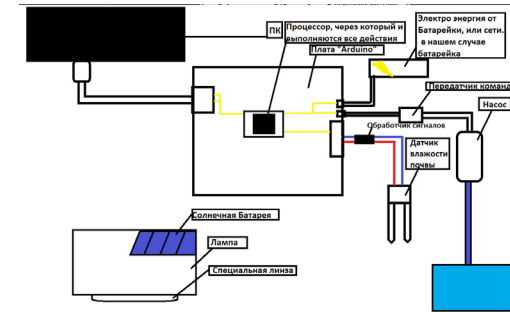 ПК
Процессор, через который и
выполняются все действия
Плата "Arduino"
Электро энергия от
Батарейки, или сети.
в нашем случае
батарейка
Передатчик команд
Насос
Обработчик сигналов
Датчик
влажости
почвы
Солнечная Батарея
Лампа
Специальная линза